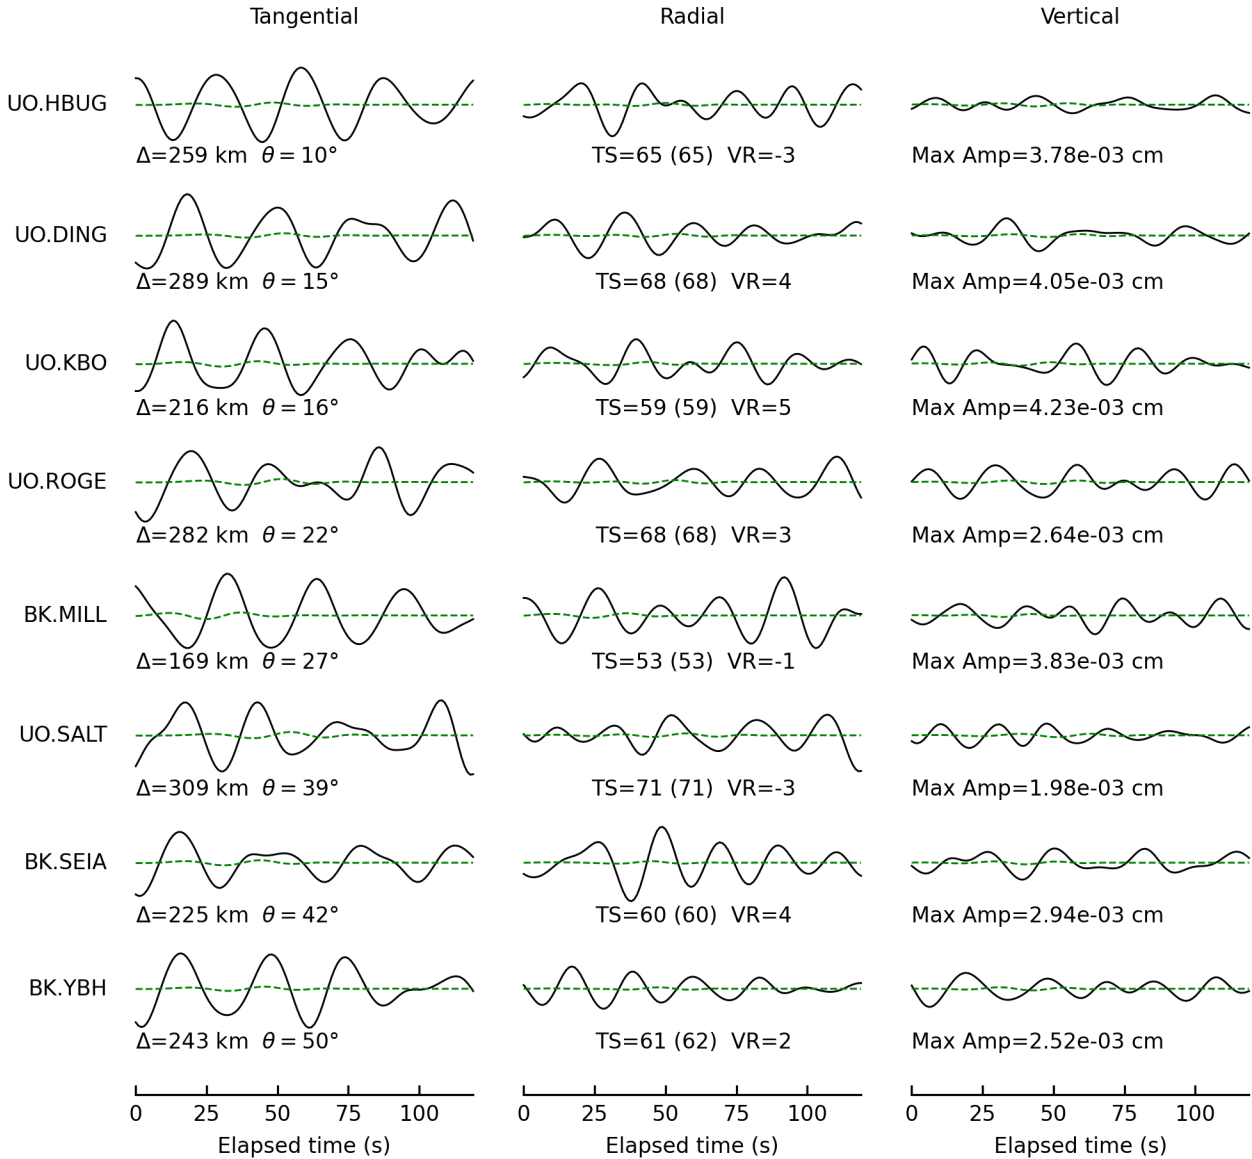 Tangential Radial Vertical
UO.HBUG
Δ=259 km θ = 10° TS=65 (65) VR=-3 Max Amp=3.78e-03 cm
UO.DING
Δ=289 km θ = 15° TS=68 (68) VR=4 Max Amp=4.05e-03 cm
UO.KBO
Δ=216 km θ = 16° TS=59 (59) VR=5 Max Amp=4.23e-03 cm
UO.ROGE
Δ=282 km θ = 22° TS=68 (68) VR=3 Max Amp=2.64e-03 cm
BK.MILL
Δ=169 km θ = 27° TS=53 (53) VR=-1 Max Amp=3.83e-03 cm
UO.SALT
Δ=309 km θ = 39° TS=71 (71) VR=-3 Max Amp=1.98e-03 cm
BK.SEIA
Δ=225 km θ = 42° TS=60 (60) VR=4 Max Amp=2.94e-03 cm
BK.YBH
Δ=243 km θ = 50° TS=61 (62) VR=2 Max Amp=2.52e-03 cm
0 25 50 75 100 0 25 50 75 100 0 25 50 75 100
Elapsed time (s) Elapsed time (s) Elapsed time (s)